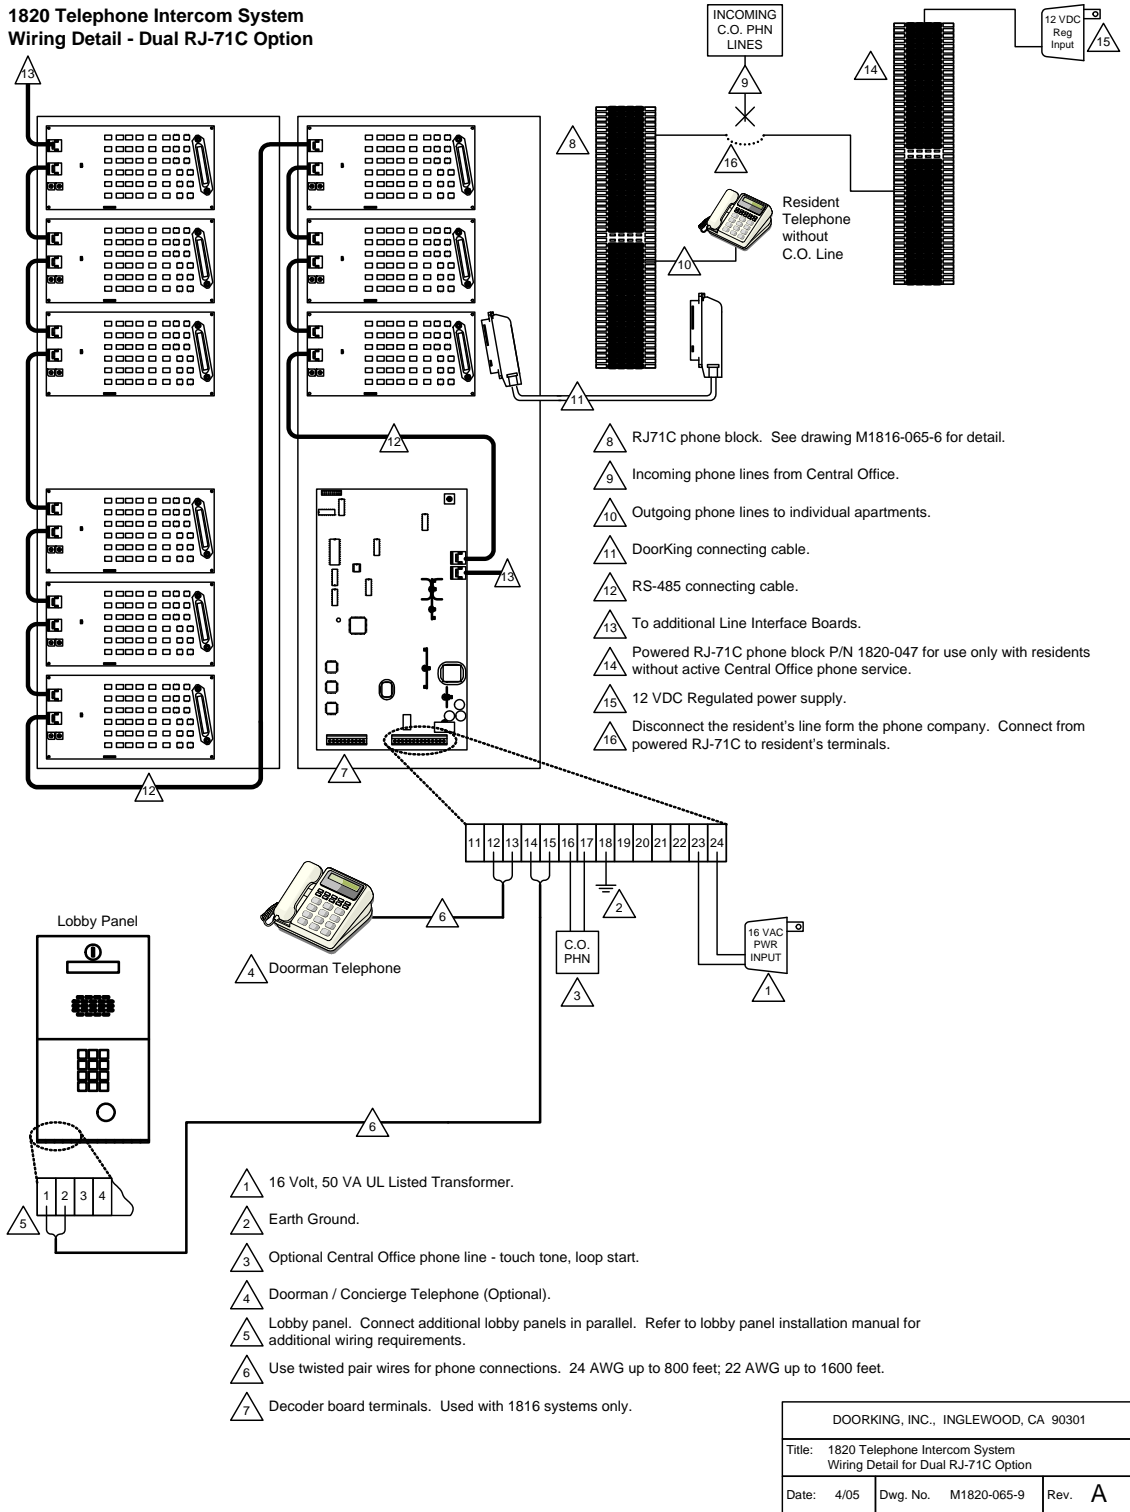 1820 Telephone Intercom System
Wiring Detail - Dual RJ-71C Option
13
INCOMING
C.O. PHN
LINES
9
12 VDC
Reg
Input
15
14
8
16
Resident
Telephone
without
C.O. Line
10
11
12
13
7
12
8 RJ71C phone block. See drawing M1816-065-6 for detail.
9 Incoming phone lines from Central Office.
10 Outgoing phone lines to individual apartments.
11 DoorKing connecting cable.
12 RS-485 connecting cable.
13 To additional Line Interface Boards.
14 Powered RJ-71C phone block P/N 1820-047 for use only with residents
without active Central Office phone service.
15 12 VDC Regulated power supply.
16 Disconnect the resident's line form the phone company. Connect from
powered RJ-71C to resident's terminals.
11 12 13 14 15 16 17 18 19 20 21 22 23 24
6
2
4 Doorman Telephone
C.O.
PHN
3
16 VAC
PWR
INPUT
1
Lobby Panel
6
1 2 3 4
5
1 16 Volt, 50 VA UL Listed Transformer.
2 Earth Ground.
3 Optional Central Office phone line - touch tone, loop start.
4 Doorman / Concierge Telephone (Optional).
5 Lobby panel. Connect additional lobby panels in parallel. Refer to lobby panel installation manual for
additional wiring requirements.
6 Use twisted pair wires for phone connections. 24 AWG up to 800 feet; 22 AWG up to 1600 feet.
7 Decoder board terminals. Used with 1816 systems only.
DOORKING, INC., INGLEWOOD, CA 90301
Title: 1820 Telephone Intercom System
Wiring Detail for Dual RJ-71C Option
Date: 4/05 Dwg. No. M1820-065-9 Rev. A